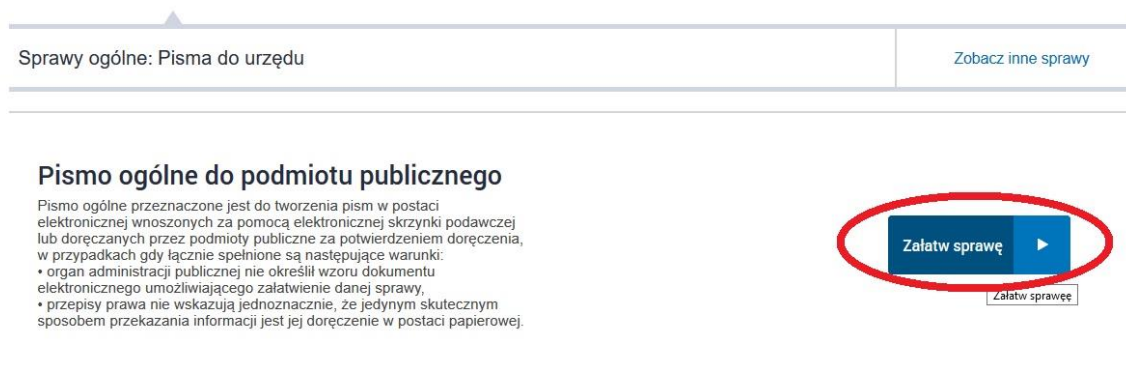 Sprawy ogólne: Pisma do urzędu
Zobacz inne sprawy
Pismo ogólne do podmiotu publicznego
Pismo ogólne przeznaczone jest do tworzenia pism w postaci
elektronicznej wnoszonych za pomocą elektronicznej skrzynki podawczej
lub doręczanych przez podmioty publiczne za potwierdzeniem doręczenia,
w przypadkach gdy łącznie spełnione są następujące warunki:
• organ administracji publicznej nie określił wzoru dokumentu
elektronicznego umożliwiającego załatwienie danej sprawy,
• przepisy prawa nie wskazują jednoznacznie, że jedynym skutecznym
sposobem przekazania informacji jest jej doręczenie w postaci papierowej.
Załatw sprawę
Załatw sprawęę